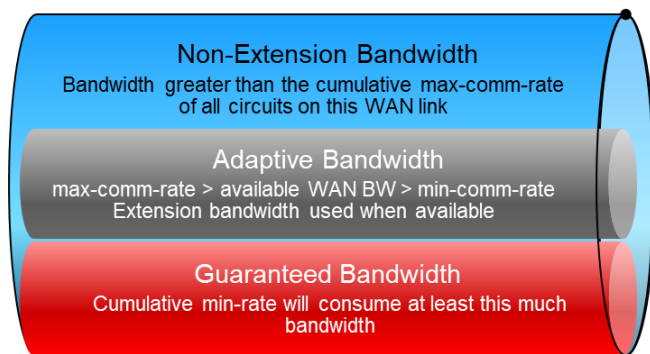 Non-Extension Bandwidth
Bandwidth greater than the cumulative max-comm-rate
of all circuits on this WAN link
Adaptive Bandwidth
max-comm-rate > available WAN BW > min-comm-rate
Extension bandwidth used when available
Guaranteed Bandwidth
Cumulative min-rate will consume at least this much
bandwidth